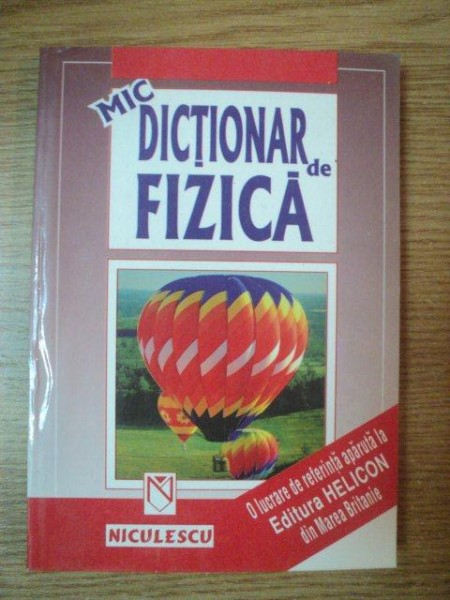 MIC
DICȚIONAR
de
FIZICĂ
O lucrare de referință apărută la
Editura HELICON
din Marea Britanie
NICULESCU